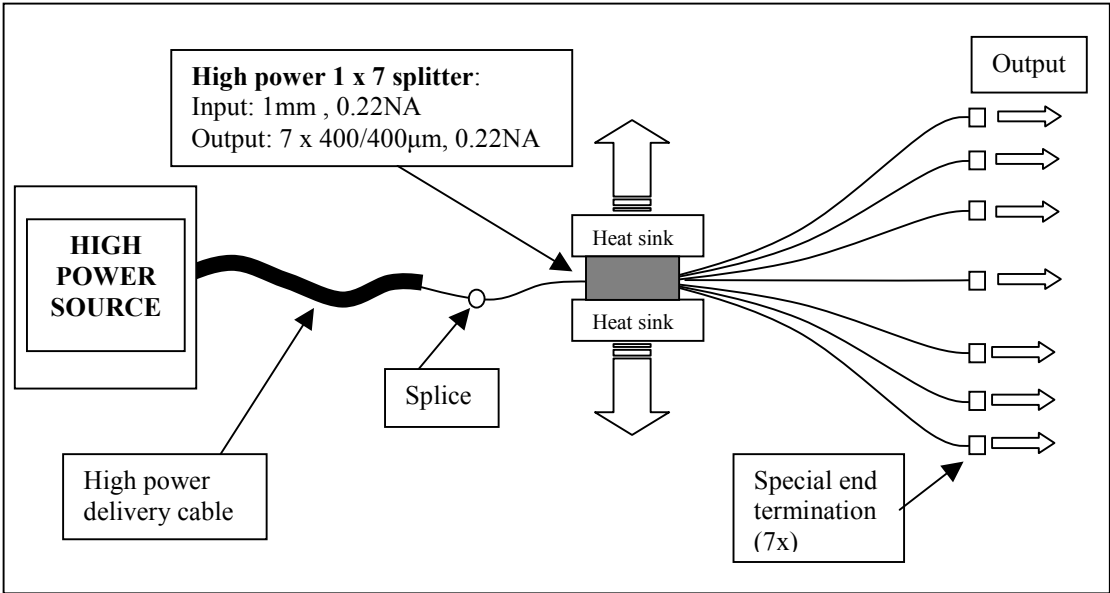 High power 1 x 7 splitter:
Input: 1mm , 0.22NA
Output: 7 x 400/400μm, 0.22NA
Output
HIGH
POWER
SOURCE
Heat sink
Heat sink
Splice
High power
delivery cable
Special end
termination
(7x)